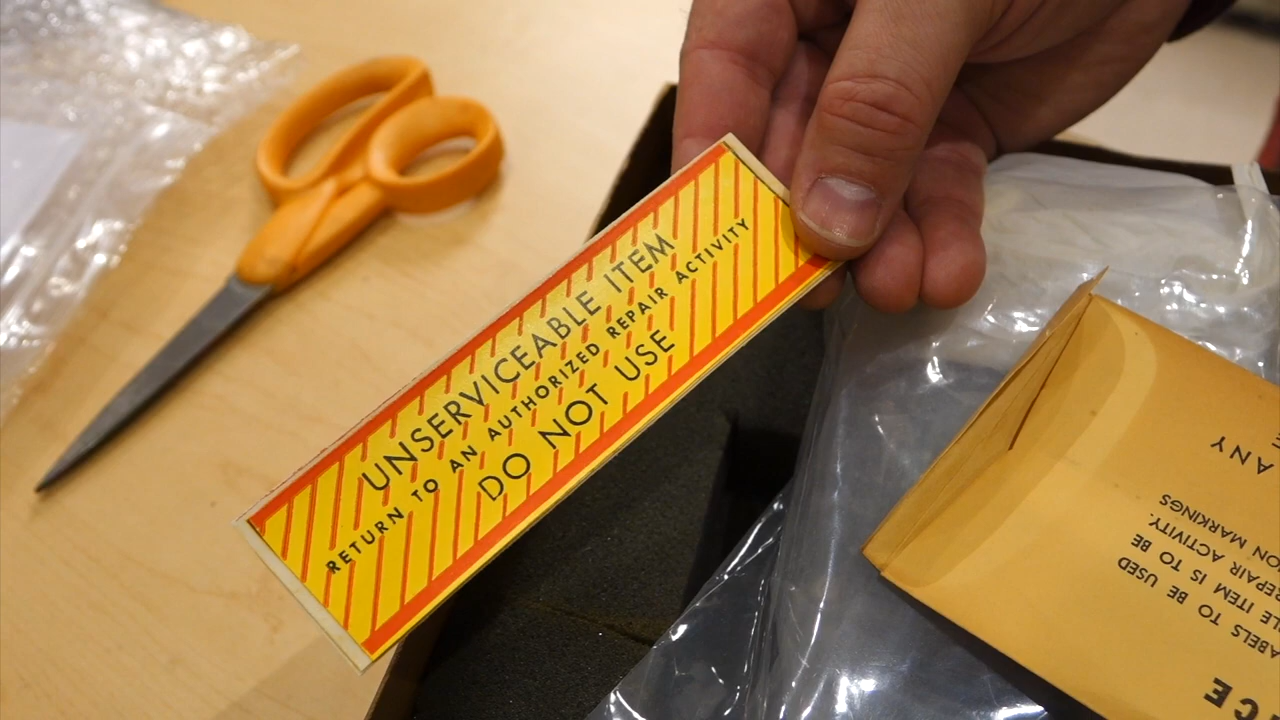 UNSERVICEABLE ITEM
RETURN TO AN AUTHORIZED REPAIR ACTIVITY
DO NOT USE
CE
ABELS TO BE USED
LE ITEM IS TO BE
REPAIR ACTIVITY.
ON MARKINGS
ANY